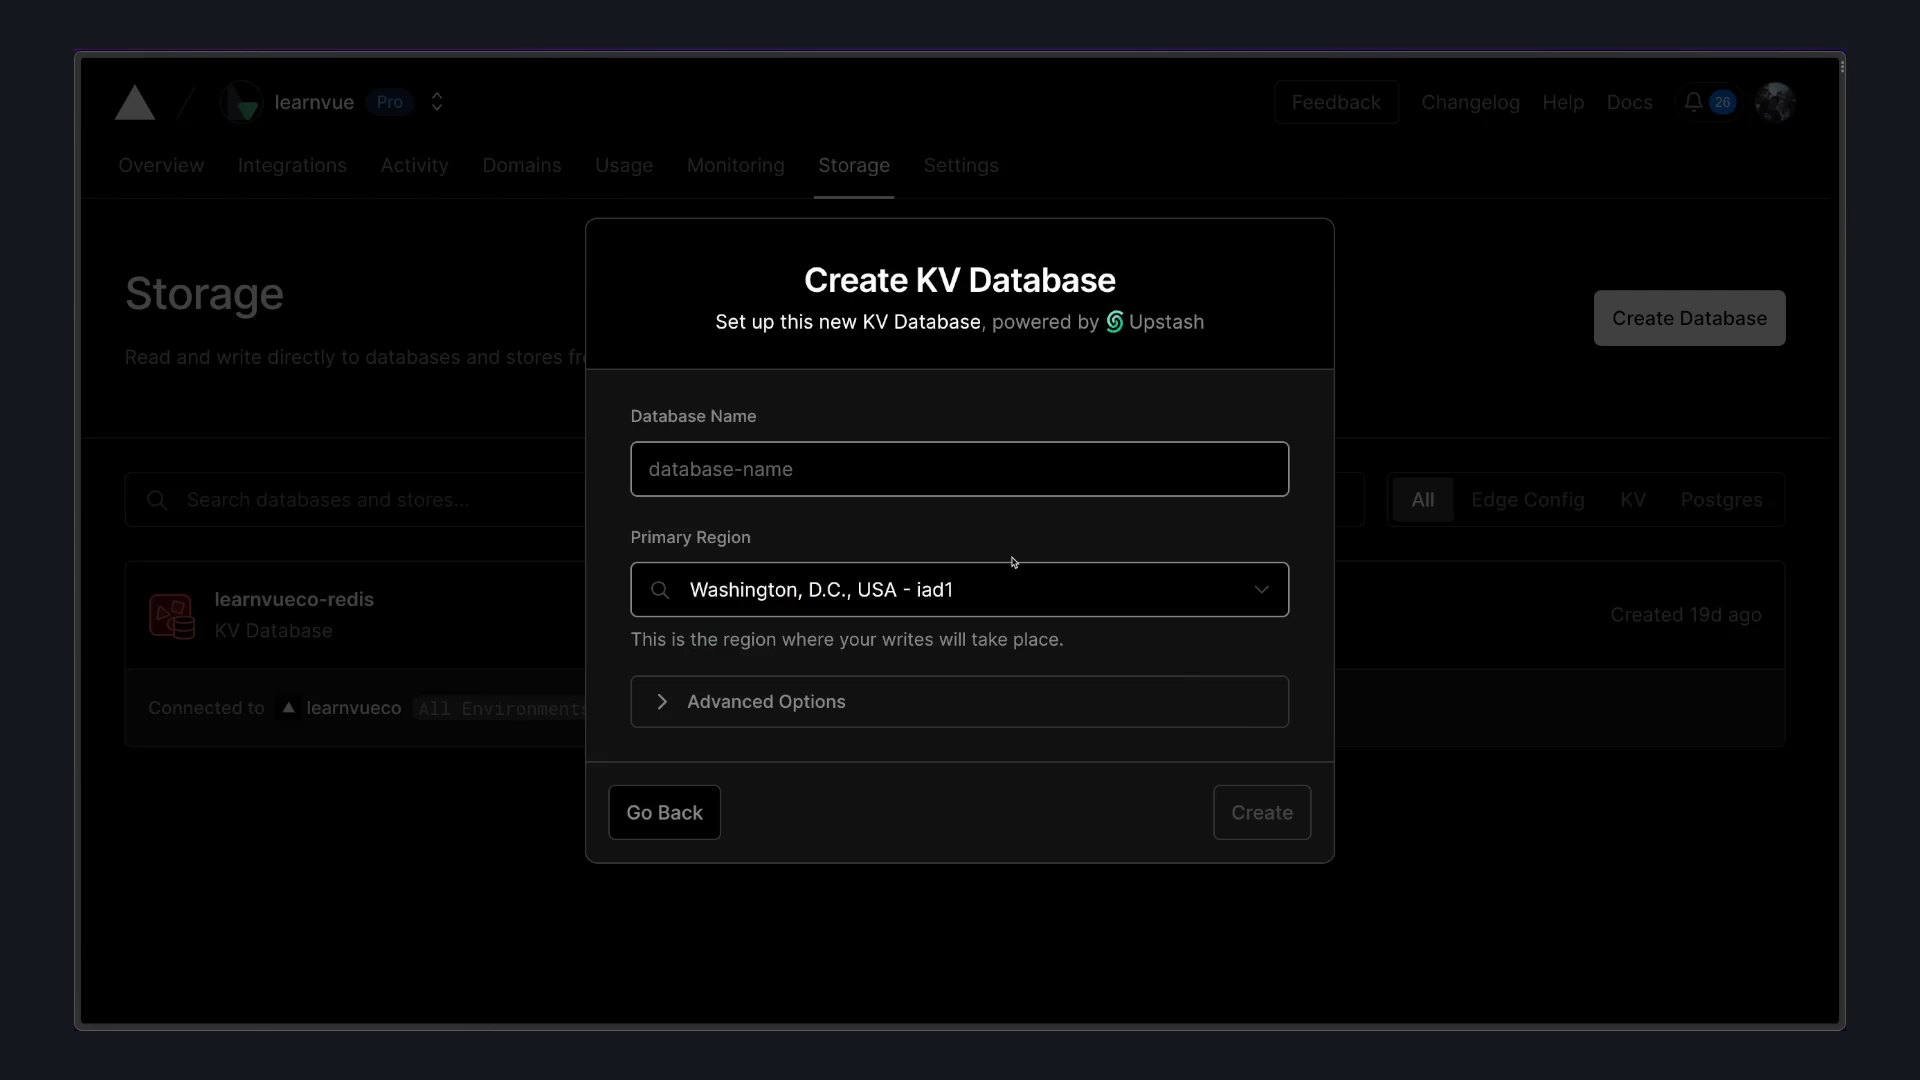 learnvue Pro
Feedback Changelog Help Docs 26
Overview Integrations Activity Domains Usage Monitoring Storage Settings
Storage
Read and write directly to databases and stores
Create Database
Search databases and stores...
All Edge Config KV Postgres
learnvueco-redis
KV Database
Created 19d ago
Connected to learnvueco All Environments
Create KV Database
Set up this new KV Database, powered by Upstash
Database Name
database-name
Primary Region
Washington, D.C., USA - iad1
This is the region where your writes will take place.
Advanced Options
Go Back
Create